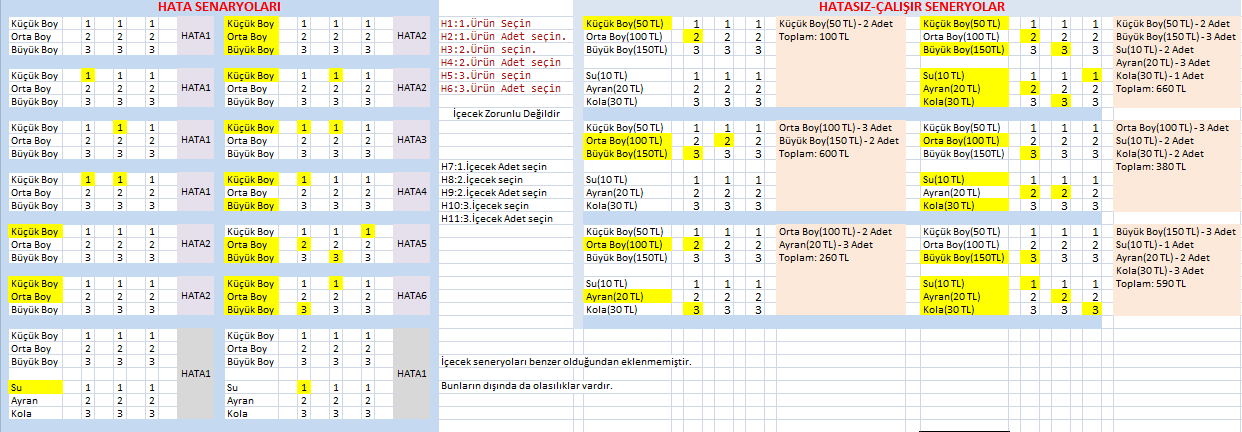 HATA SENARYOLARI HATASIZ-ÇALIŞIR SENERYOLAR
Küçük Boy 1 1 1 Küçük Boy 1 1 1 H1:1.Ürün Seçin Küçük Boy(50 TL) 1 1 1 Küçük Boy(50 TL) - 2 Adet Küçük Boy(50 TL) 1 1 1 Küçük Boy(50 TL) - 2 Adet
Orta Boy 2 2 2 HATA1 Orta Boy 2 2 2 HATA2 H2:1.Ürün Adet seçin. Orta Boy(100 TL) 2 2 2 Toplam: 100 TL Orta Boy(100 TL) 2 2 2 Büyük Boy(150 TL) - 3 Adet
Büyük Boy 3 3 3 Büyük Boy 3 3 3 H3:2.Ürün seçin. Büyük Boy(150TL) 3 3 3 Büyük Boy(150TL) 3 3 3 Su(10 TL) - 2 Adet
H4:2.Ürün Adet seçin Ayran(20 TL) - 3 Adet
Küçük Boy 1 1 1 Küçük Boy 1 1 1 H5:3.Ürün seçin Su(10 TL) 1 1 1 Su(10 TL) 1 1 1 Kola(30 TL) - 1 Adet
Orta Boy 2 2 2 HATA1 Orta Boy 2 2 2 HATA2 H6:3.Ürün Adet seçin Ayran(20 TL) 2 2 2 Ayran(20 TL) 2 2 2 Toplam: 660 TL
Büyük Boy 3 3 3 Büyük Boy 3 3 3 Kola(30 TL) 3 3 3 Kola(30 TL) 3 3 3
İçecek Zorunlu Değildir
Küçük Boy 1 1 1 Küçük Boy 1 1 1 Küçük Boy(50 TL) 1 1 1 Orta Boy(100 TL) - 3 Adet Küçük Boy(50 TL) 1 1 1 Orta Boy(100 TL) - 3 Adet
Orta Boy 2 2 2 HATA1 Orta Boy 2 2 2 HATA3 Orta Boy(100 TL) 2 2 2 Büyük Boy(150 TL) - 2 Adet Orta Boy(100 TL) 2 2 2 Su(10 TL) - 2 Adet
Büyük Boy 3 3 3 Büyük Boy 3 3 3 Büyük Boy(150TL) 3 3 3 Toplam: 600 TL Büyük Boy(150TL) 3 3 3 Kola(30 TL) - 2 Adet
H7:1.İçecek Adet seçin Toplam: 380 TL
Küçük Boy 1 1 1 Küçük Boy 1 1 1 H8:2.İçecek seçin Su(10 TL) 1 1 1 Su(10 TL) 1 1 1
Orta Boy 2 2 2 HATA1 Orta Boy 2 2 2 HATA4 H9:2.İçecek Adet seçin Ayran(20 TL) 2 2 2 Ayran(20 TL) 2 2 2
Büyük Boy 3 3 3 Büyük Boy 3 3 3 H10:3.İçecek seçin Kola(30 TL) 3 3 3 Kola(30 TL) 3 3 3
H11:3.İçecek Adet seçin
Küçük Boy 1 1 1 Küçük Boy 1 1 1 Küçük Boy(50 TL) 1 1 1 Orta Boy(100 TL) - 2 Adet Küçük Boy(50 TL) 1 1 1 Büyük Boy(150 TL) - 3 Adet
Orta Boy 2 2 2 HATA2 Orta Boy 2 2 2 HATA5 Orta Boy(100 TL) 2 2 2 Ayran(20 TL) - 3 Adet Orta Boy(100 TL) 2 2 2 Su(10 TL) - 1 Adet
Büyük Boy 3 3 3 Büyük Boy 3 3 3 Büyük Boy(150TL) 3 3 3 Toplam: 260 TL Büyük Boy(150TL) 3 3 3 Ayran(20 TL) - 2 Adet
Kola(30 TL) - 3 Adet
Küçük Boy 1 1 1 Küçük Boy 1 1 1 Su(10 TL) 1 1 1 Su(10 TL) 1 1 1 Toplam: 590 TL
Orta Boy 2 2 2 HATA2 Orta Boy 2 2 2 HATA6 Ayran(20 TL) 2 2 2 Ayran(20 TL) 2 2 2
Büyük Boy 3 3 3 Büyük Boy 3 3 3 Kola(30 TL) 3 3 3 Kola(30 TL) 3 3 3
Küçük Boy 1 1 1 Küçük Boy 1 1 1
Orta Boy 2 2 2 Orta Boy 2 2 2
Büyük Boy 3 3 3 Büyük Boy 3 3 3 İçecek seneryoları benzer olduğundan eklenmemiştir.
HATA1 HATA1
Su 1 1 1 Su 1 1 1 Bunların dışında da olasılıklar vardır.
Ayran 2 2 2 Ayran 2 2 2
Kola 3 3 3 Kola 3 3 3